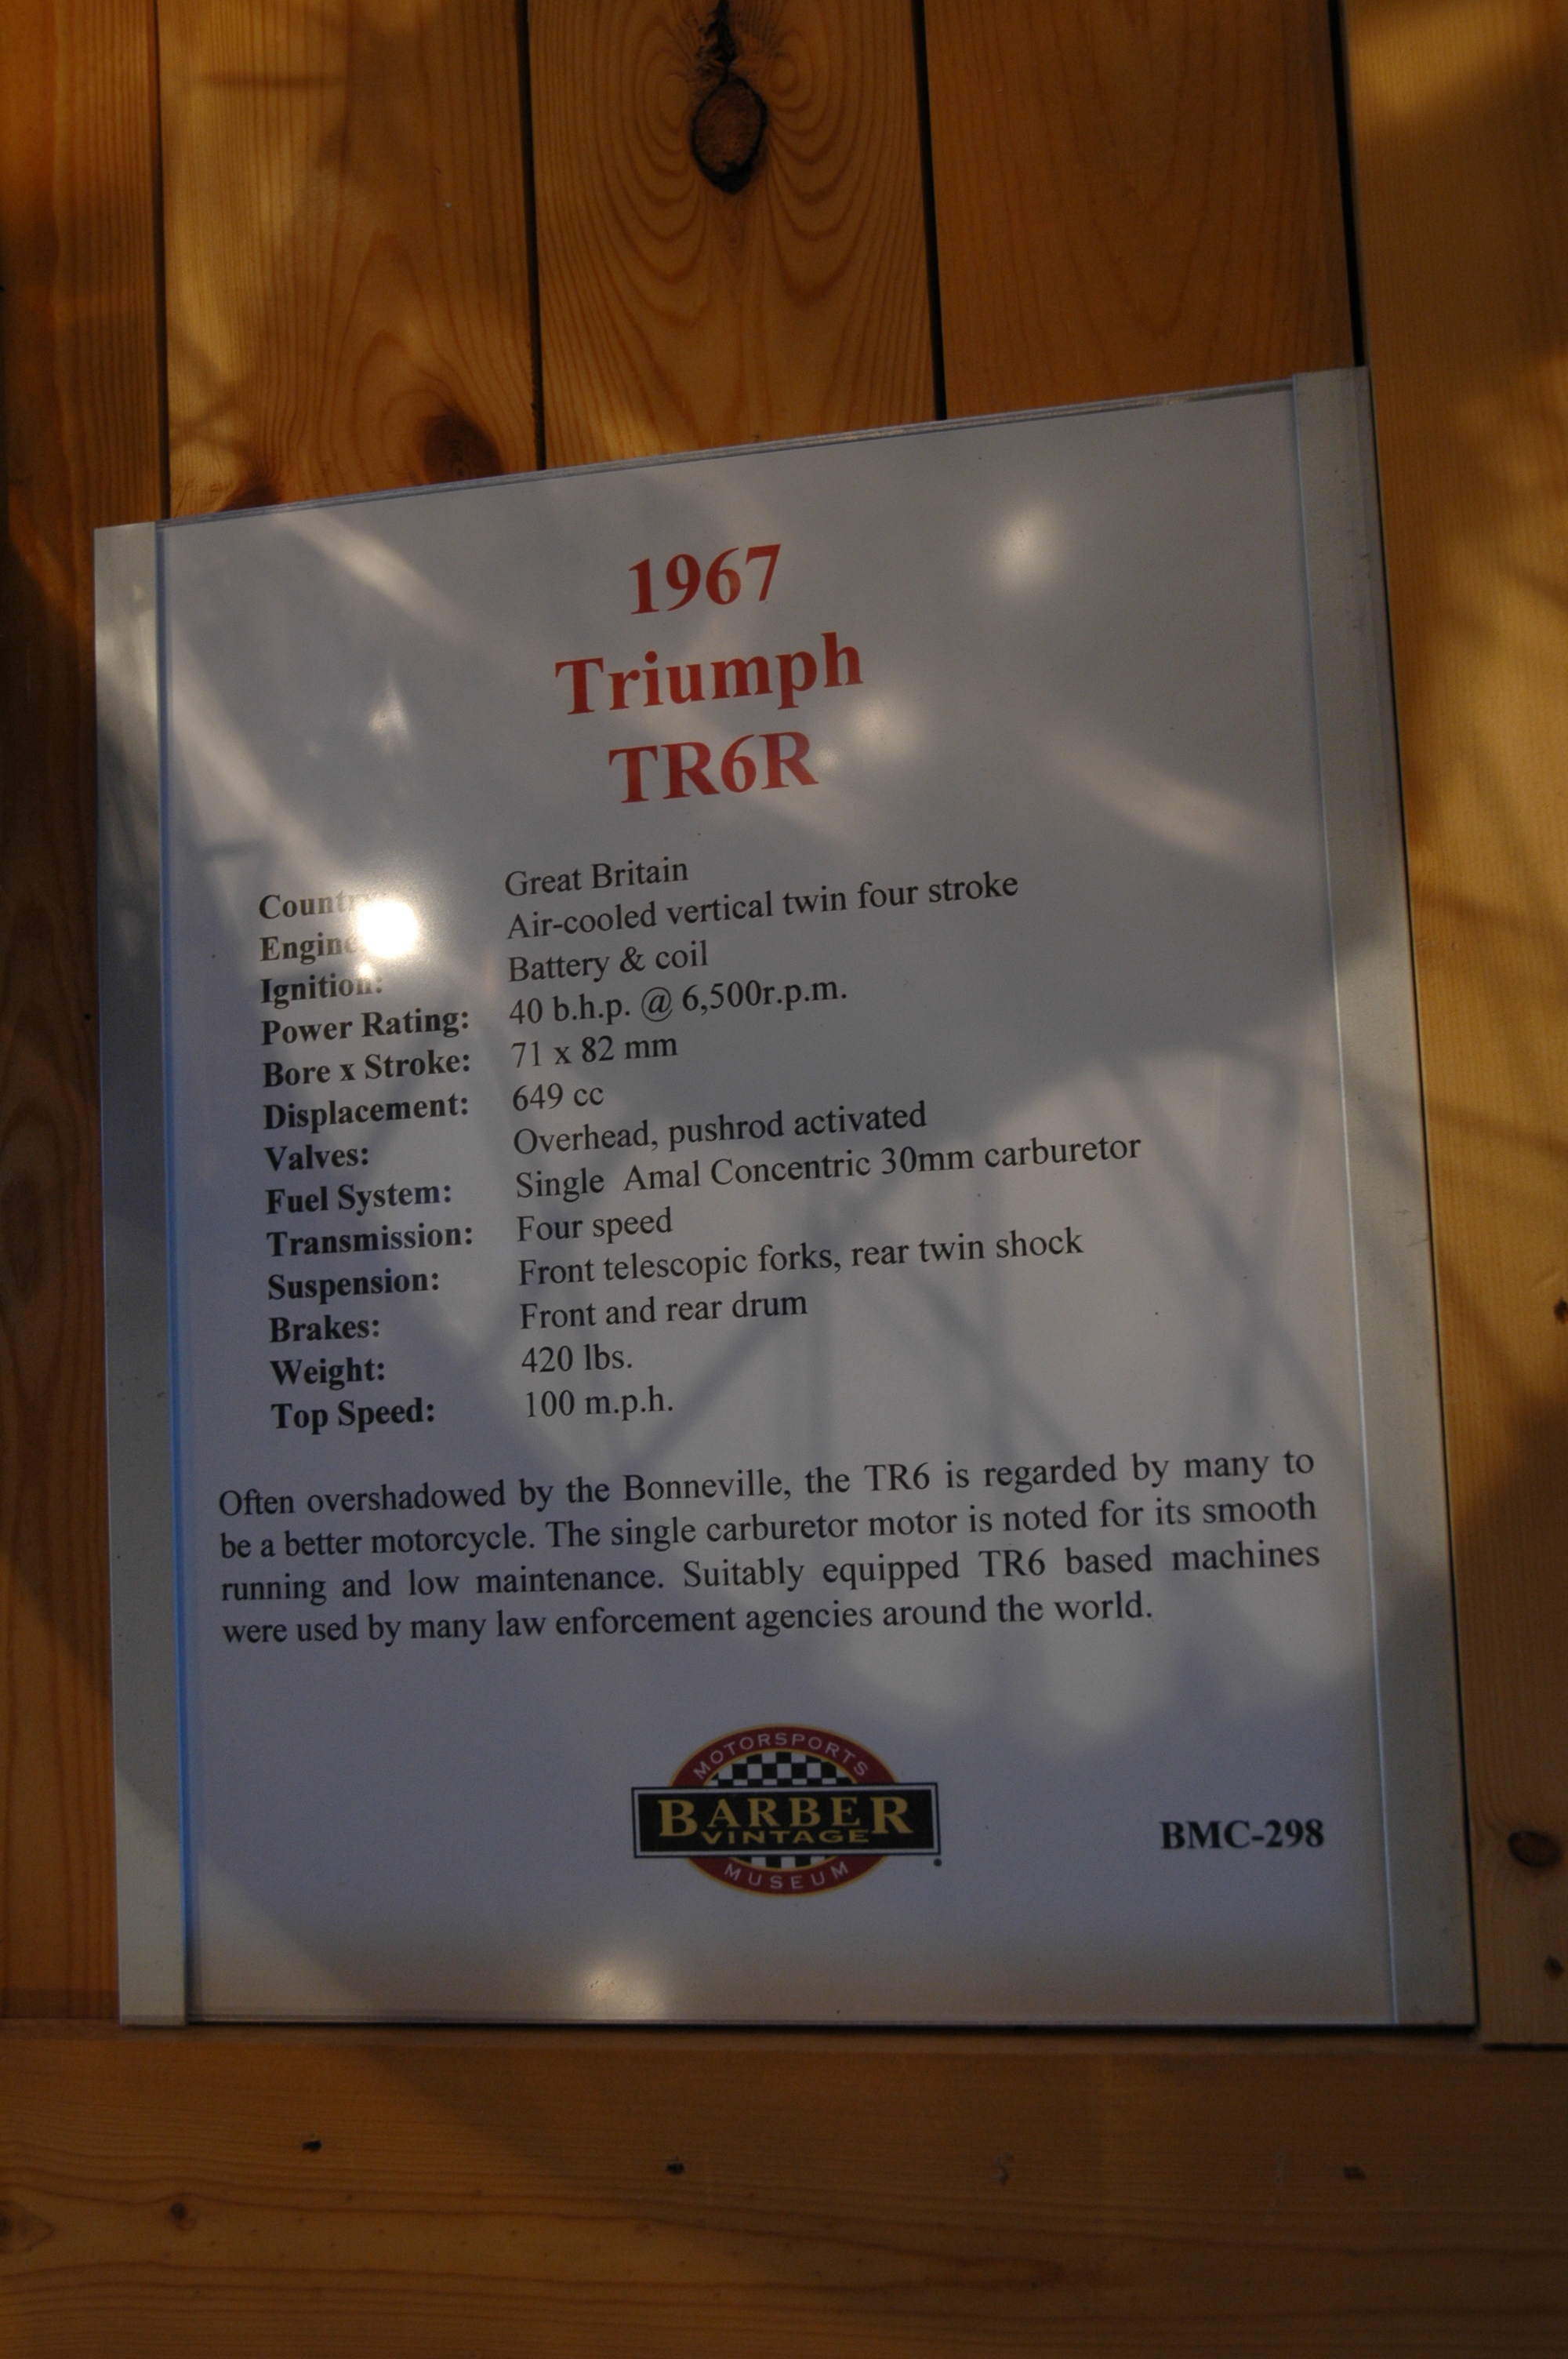 1967
Triumph
TR6R
Country: Great Britain
Engine: Air-cooled vertical twin four stroke
Ignition: Battery & coil
Power Rating: 40 b.h.p. @ 6,500r.p.m.
Bore x Stroke: 71 x 82 mm
Displacement: 649 cc
Valves: Overhead, pushrod activated
Fuel System: Single Amal Concentric 30mm carburetor
Transmission: Four speed
Suspension: Front telescopic forks, rear twin shock
Brakes: Front and rear drum
Weight: 420 lbs.
Top Speed: 100 m.p.h.
Often overshadowed by the Bonneville, the TR6 is regarded by many to
be a better motorcycle. The single carburetor motor is noted for its smooth
running and low maintenance. Suitably equipped TR6 based machines
were used by many law enforcement agencies around the world.
MOTORSPORTS
BARBER
VINTAGE
MUSEUM
BMC-298